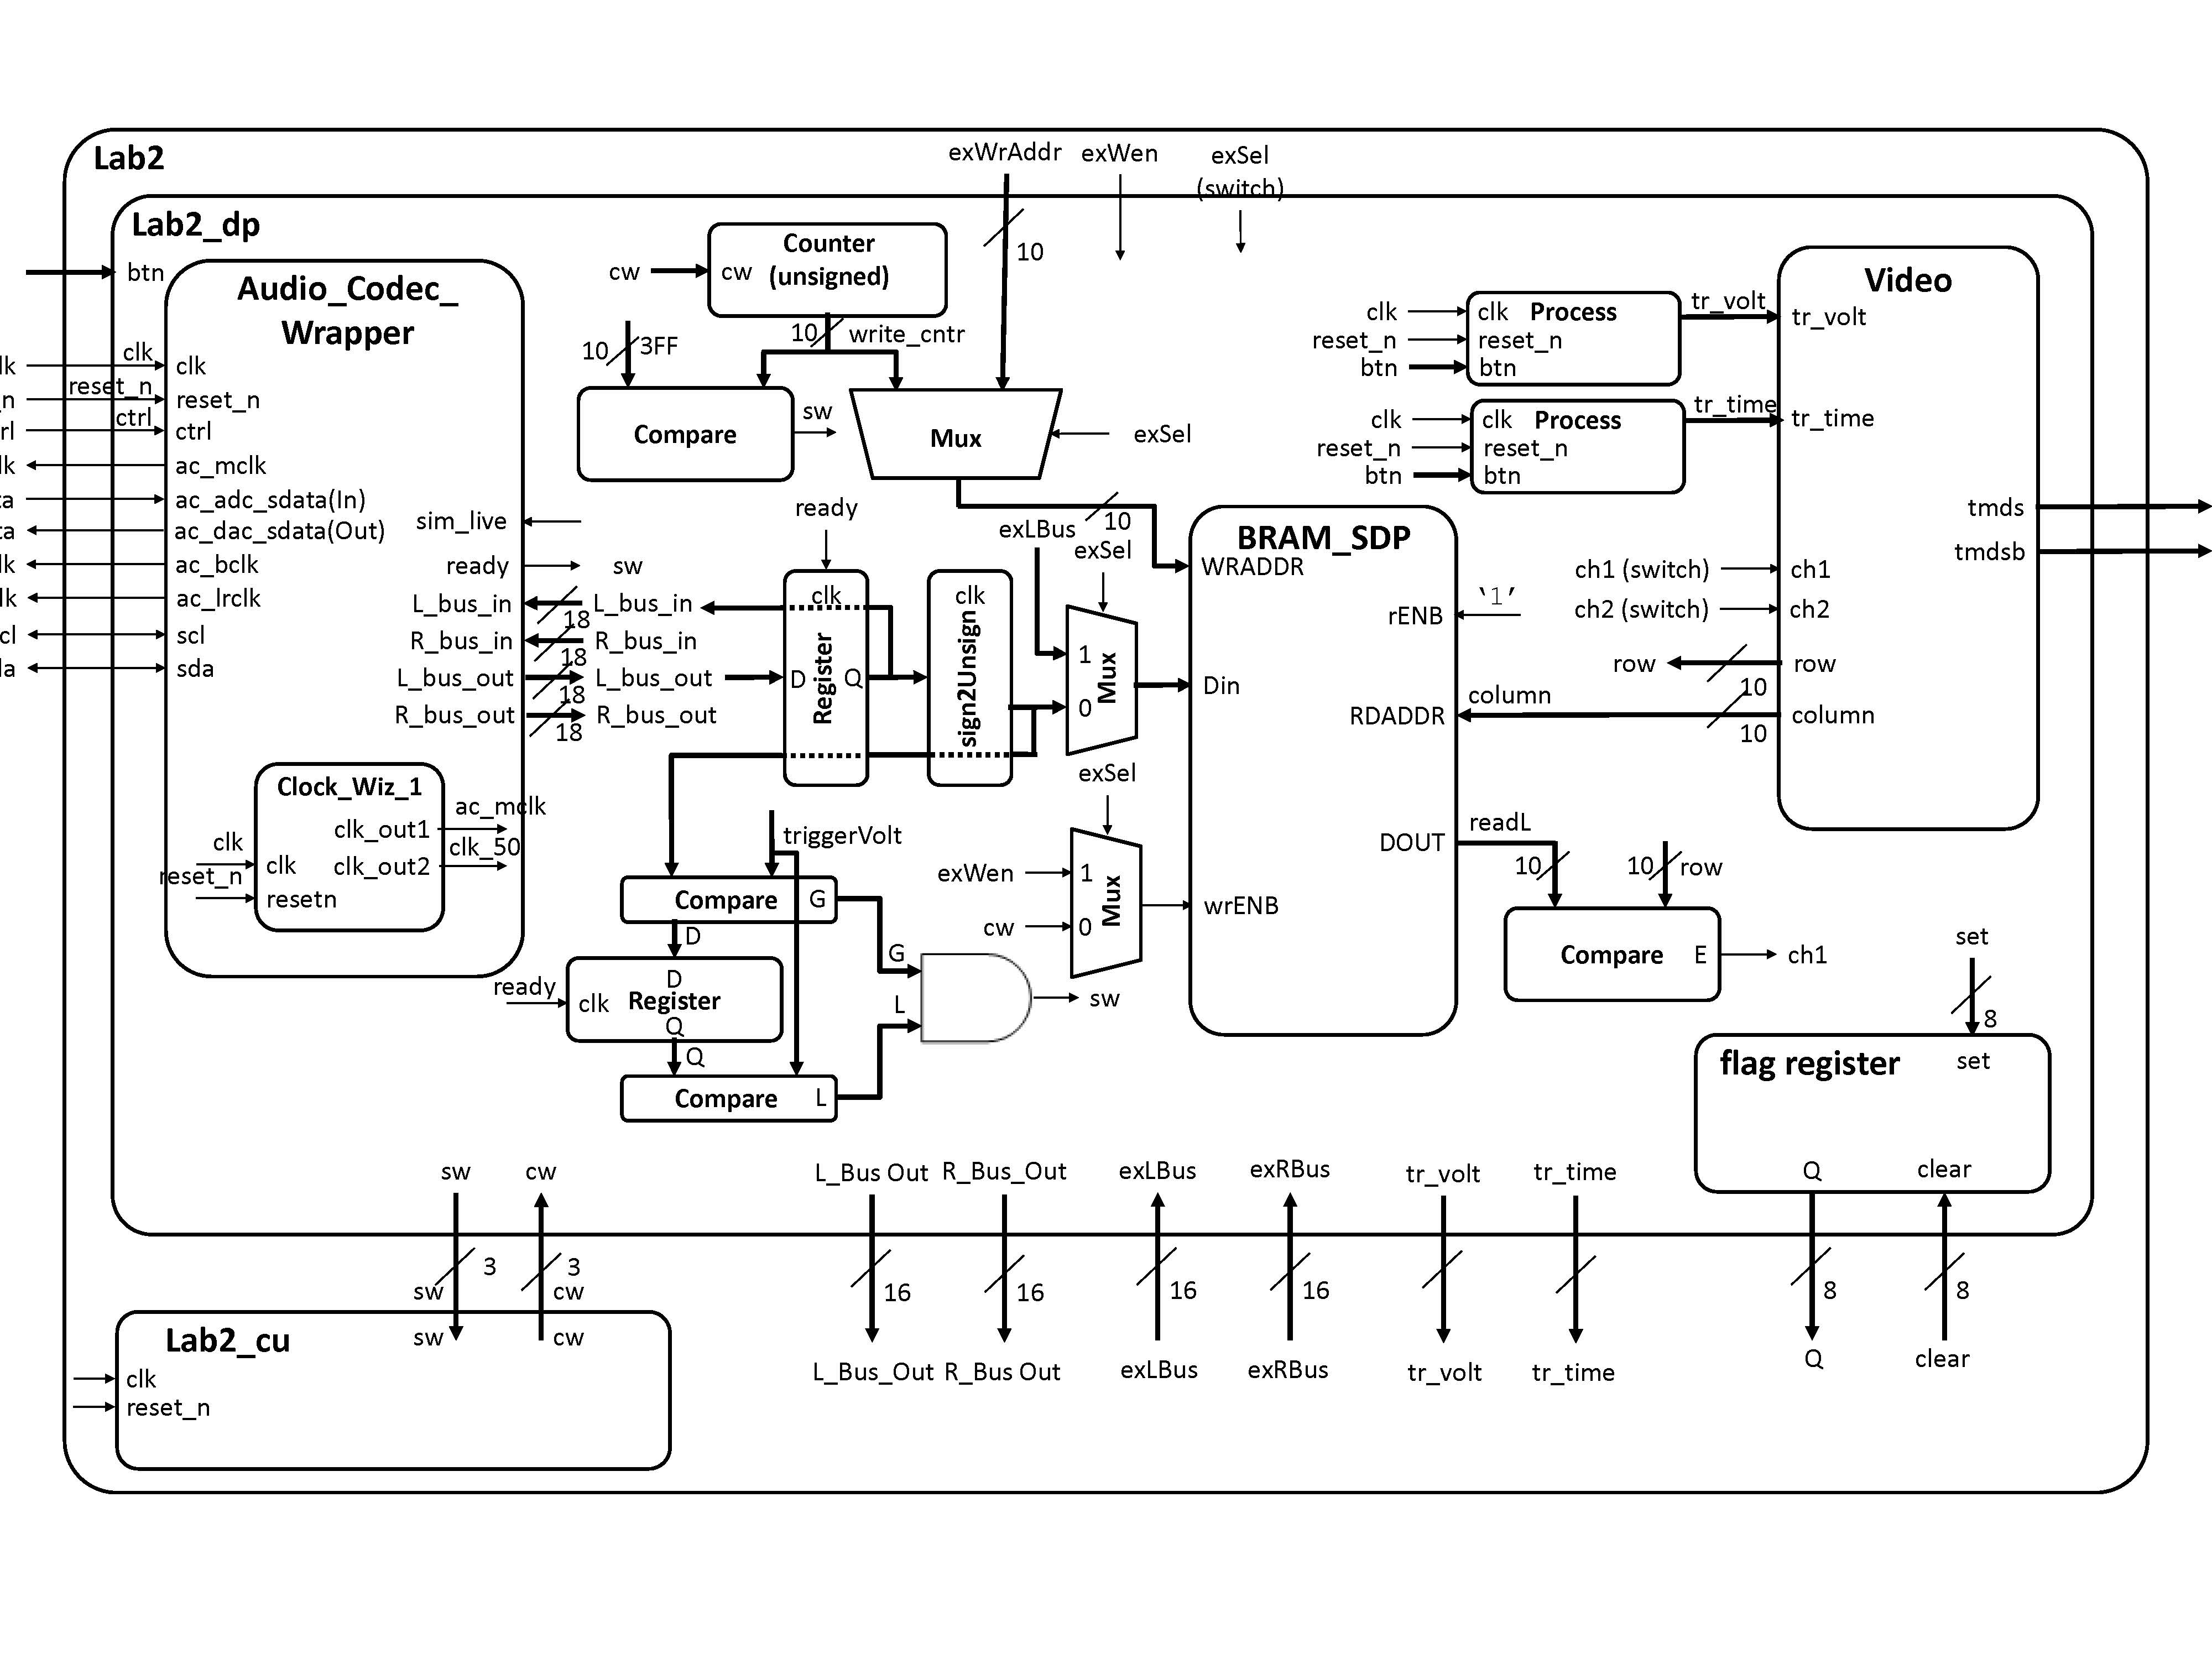 Lab2
exWrAddr
exWen
exSel
(switch)
Lab2_dp
10
btn
Counter
(unsigned)
cw
cw
Audio_Codec_
Wrapper
10
write_cntr
10
3FF
Compare
sw
Mux
exSel
clk
reset_n
ctrl
lk
_n
rl
lk
ta
ta
lk
lk
cl
la
clk
reset_n
ctrl
ac_mclk
ac_adc_sdata(In)
ac_dac_sdata(Out)
ac_bclk
ac_lrclk
scl
sda
sim_live
ready
L_bus_in
R_bus_in
L_bus_out
R_bus_out
18
18
18
18
sw
L_bus_in
R_bus_in
L_bus_out
R_bus_out
Clock_Wiz_1
clk_out1
clk_out2
clk
resetn
clk
reset_n
ac_mclk
clk_50
ready
clk
D
Q
Register
clk
sign2Unsign
exLBus
exSel
10
1
0
Mux
exSel
exWen
cw
1
0
Mux
triggerVolt
Compare
G
D
ready
clk
D
Register
Q
Q
Compare
L
G
L
sw
BRAM_SDP
WRADDR
rENB
Din
RDADDR
DOUT
wrENB
‘1’
column
readL
10
10
row
Compare
E
ch1
clk
reset_n
btn
clk
Process
reset_n
btn
tr_volt
clk
reset_n
btn
clk
Process
reset_n
btn
tr_time
Video
tr_volt
tr_time
tmds
tmdsb
ch1 (switch)
ch2 (switch)
ch1
ch2
row
10
row
10
column
set
8
flag register
set
Q
clear
8
8
Q
clear
sw
cw
3
3
sw
cw
Lab2_cu
sw
cw
clk
reset_n
L_Bus Out
R_Bus_Out
exLBus
exRBus
tr_volt
tr_time
16
16
16
16
L_Bus_Out
R_Bus Out
exLBus
exRBus
tr_volt
tr_time